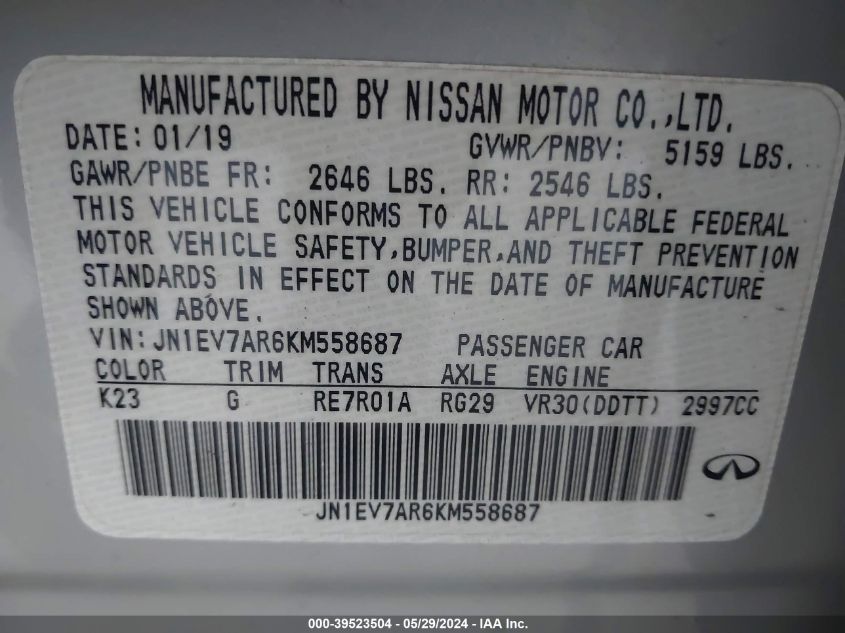 MANUFACTURED BY NISSAN MOTOR CO.,LTD.
DATE: 01/19 GVWR/PNBV: 5159 LBS.
GAWR/PNBE FR: 2646 LBS. RR: 2546 LBS.
THIS VEHICLE CONFORMS TO ALL APPLICABLE FEDERAL
MOTOR VEHICLE SAFETY,BUMPER,AND THEFT PREVENTION
STANDARDS IN EFFECT ON THE DATE OF MANUFACTURE
SHOWN ABOVE.
VIN:JN1EV7AR6KM558687 PASSENGER CAR
COLOR TRIM TRANS AXLE ENGINE
K23 G RE7R01A RG29 VR30(DDTT) 2997CC
JN1EV7AR6KM558687
000-39523504 - 05/29/2024 - IAA Inc.